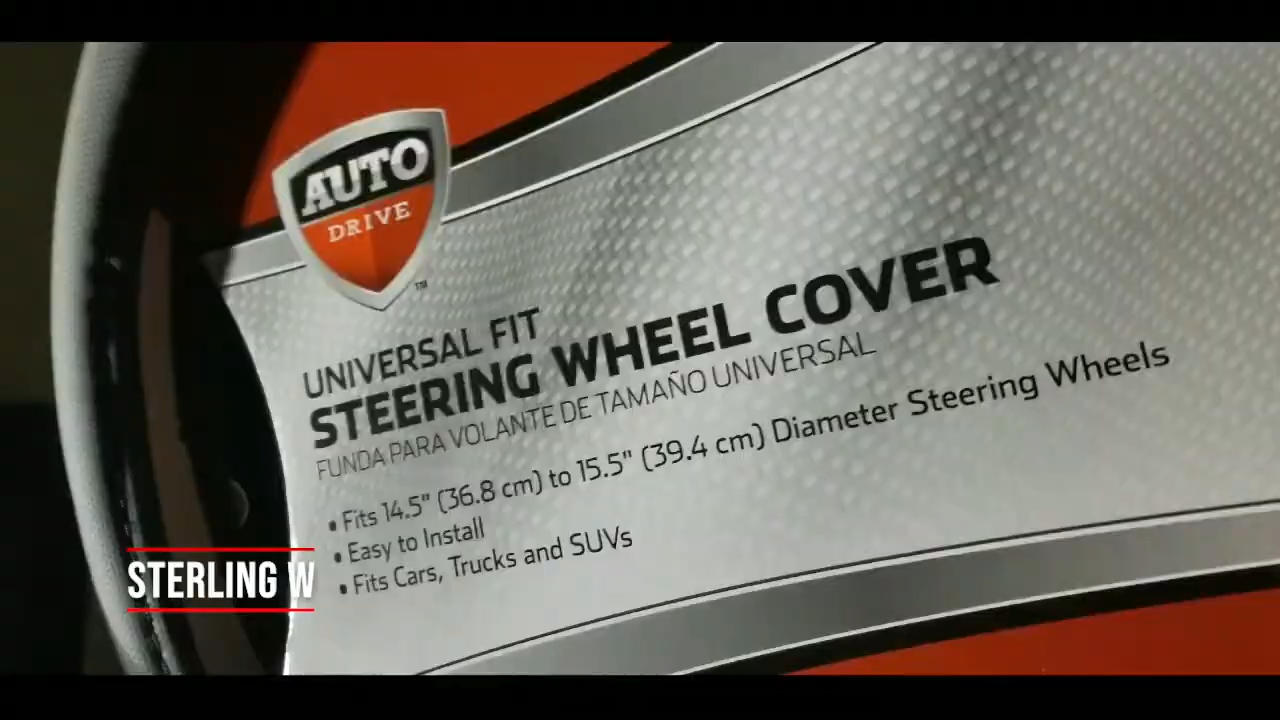 AUTO
DRIVE
™
UNIVERSAL FIT
STEERING WHEEL COVER
FUNDA PARA VOLANTE DE TAMAÑO UNIVERSAL
• Fits 14.5" (36.8 cm) to 15.5" (39.4 cm) Diameter Steering Wheels
• Easy to Install
• Fits Cars, Trucks and SUVs
STERLING W